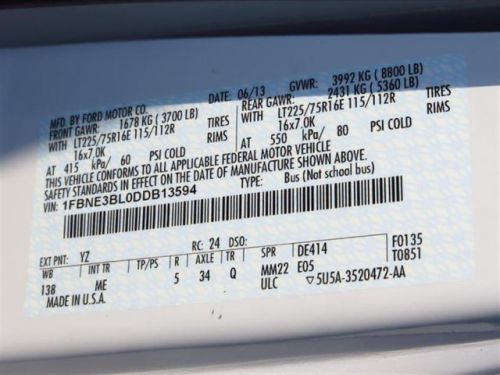 MFD. BY FORD MOTOR CO. DATE: 06/13 GVWR: 3992 KG ( 8800 LB)
FRONT GAWR: 1678 KG ( 3700 LB) REAR GAWR: 2431 KG ( 5360 LB)
WITH LT225/75R16E 115/112R TIRES WITH LT225/75R16E 115/112R TIRES
16x7.0K RIMS 16x7.0K RIMS
AT 415 kPa/ 60 PSI COLD AT 550 kPa/ 80 PSI COLD
THIS VEHICLE CONFORMS TO ALL APPLICABLE FEDERAL MOTOR VEHICLE
SAFETY STANDARDS IN EFFECT ON THE DATE OF MANUFACTURE SHOWN ABOVE.
VIN: 1FBNE3BL0DDB13594 TYPE: Bus (Not school bus)
EXT PNT: YZ RC: 24 DSO:
WB INT TR TP/PS R AXLE TR SPR DE414 F0135
138 ME 5 34 Q MM22 E05 T0851
MADE IN U.S.A. ULC ▽5U5A-3520472-AA